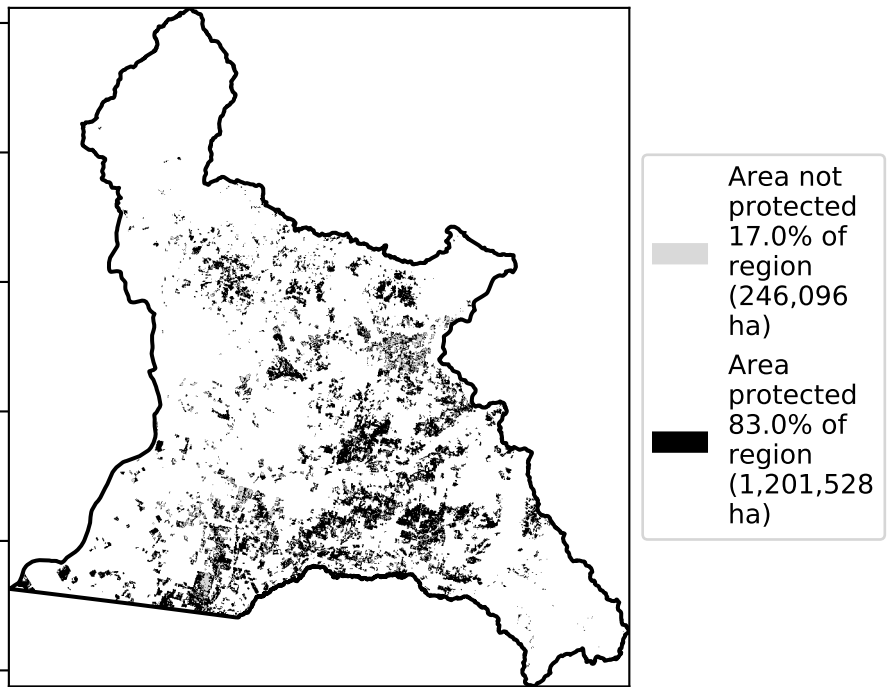 Area not
protected
17.0% of
region
(246,096
ha)
Area
protected
83.0% of
region
(1,201,528
ha)